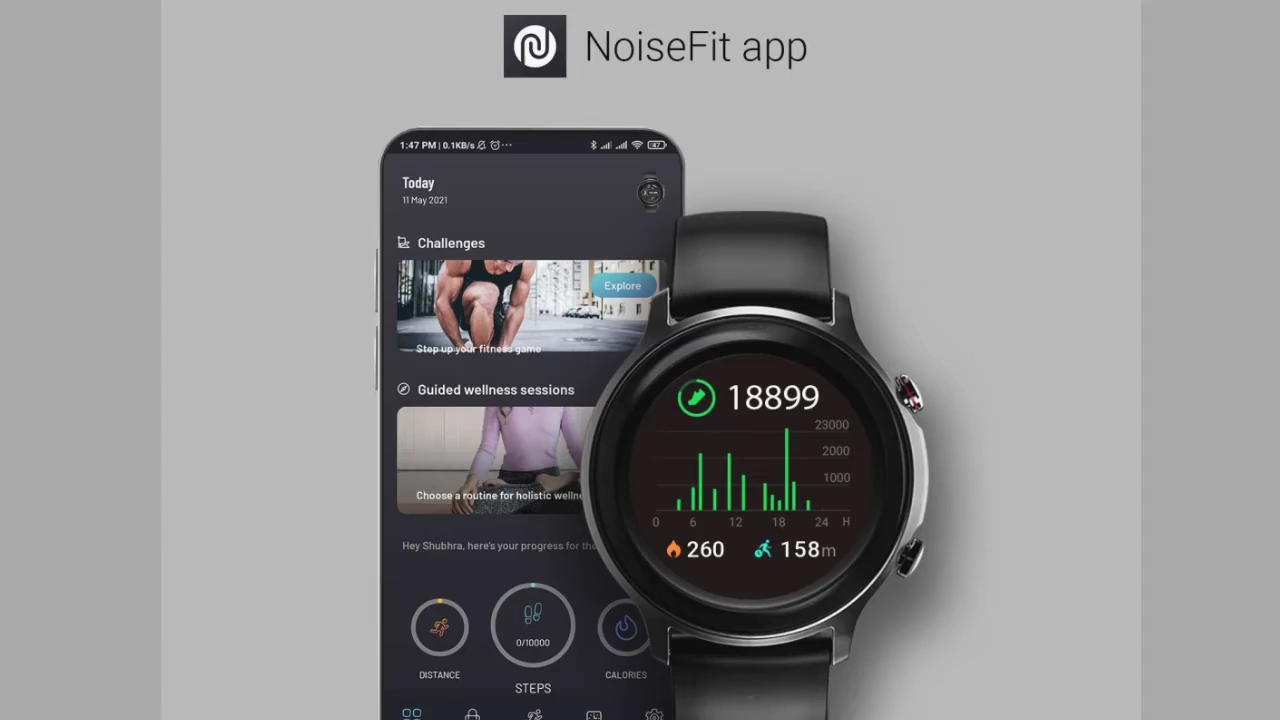 NoiseFit app
1:47 PM | 0.1KB/s
47
Today
11 May 2021
Challenges
Explore
Step up your fitness game
Guided wellness sessions
Choose a routine for holistic wellne
Hey Shubhra, here's your progress for the
0/10000
DISTANCE
STEPS
CALORIES
18899
23000
2000
1000
0 6 12 18 24 H
260 158m